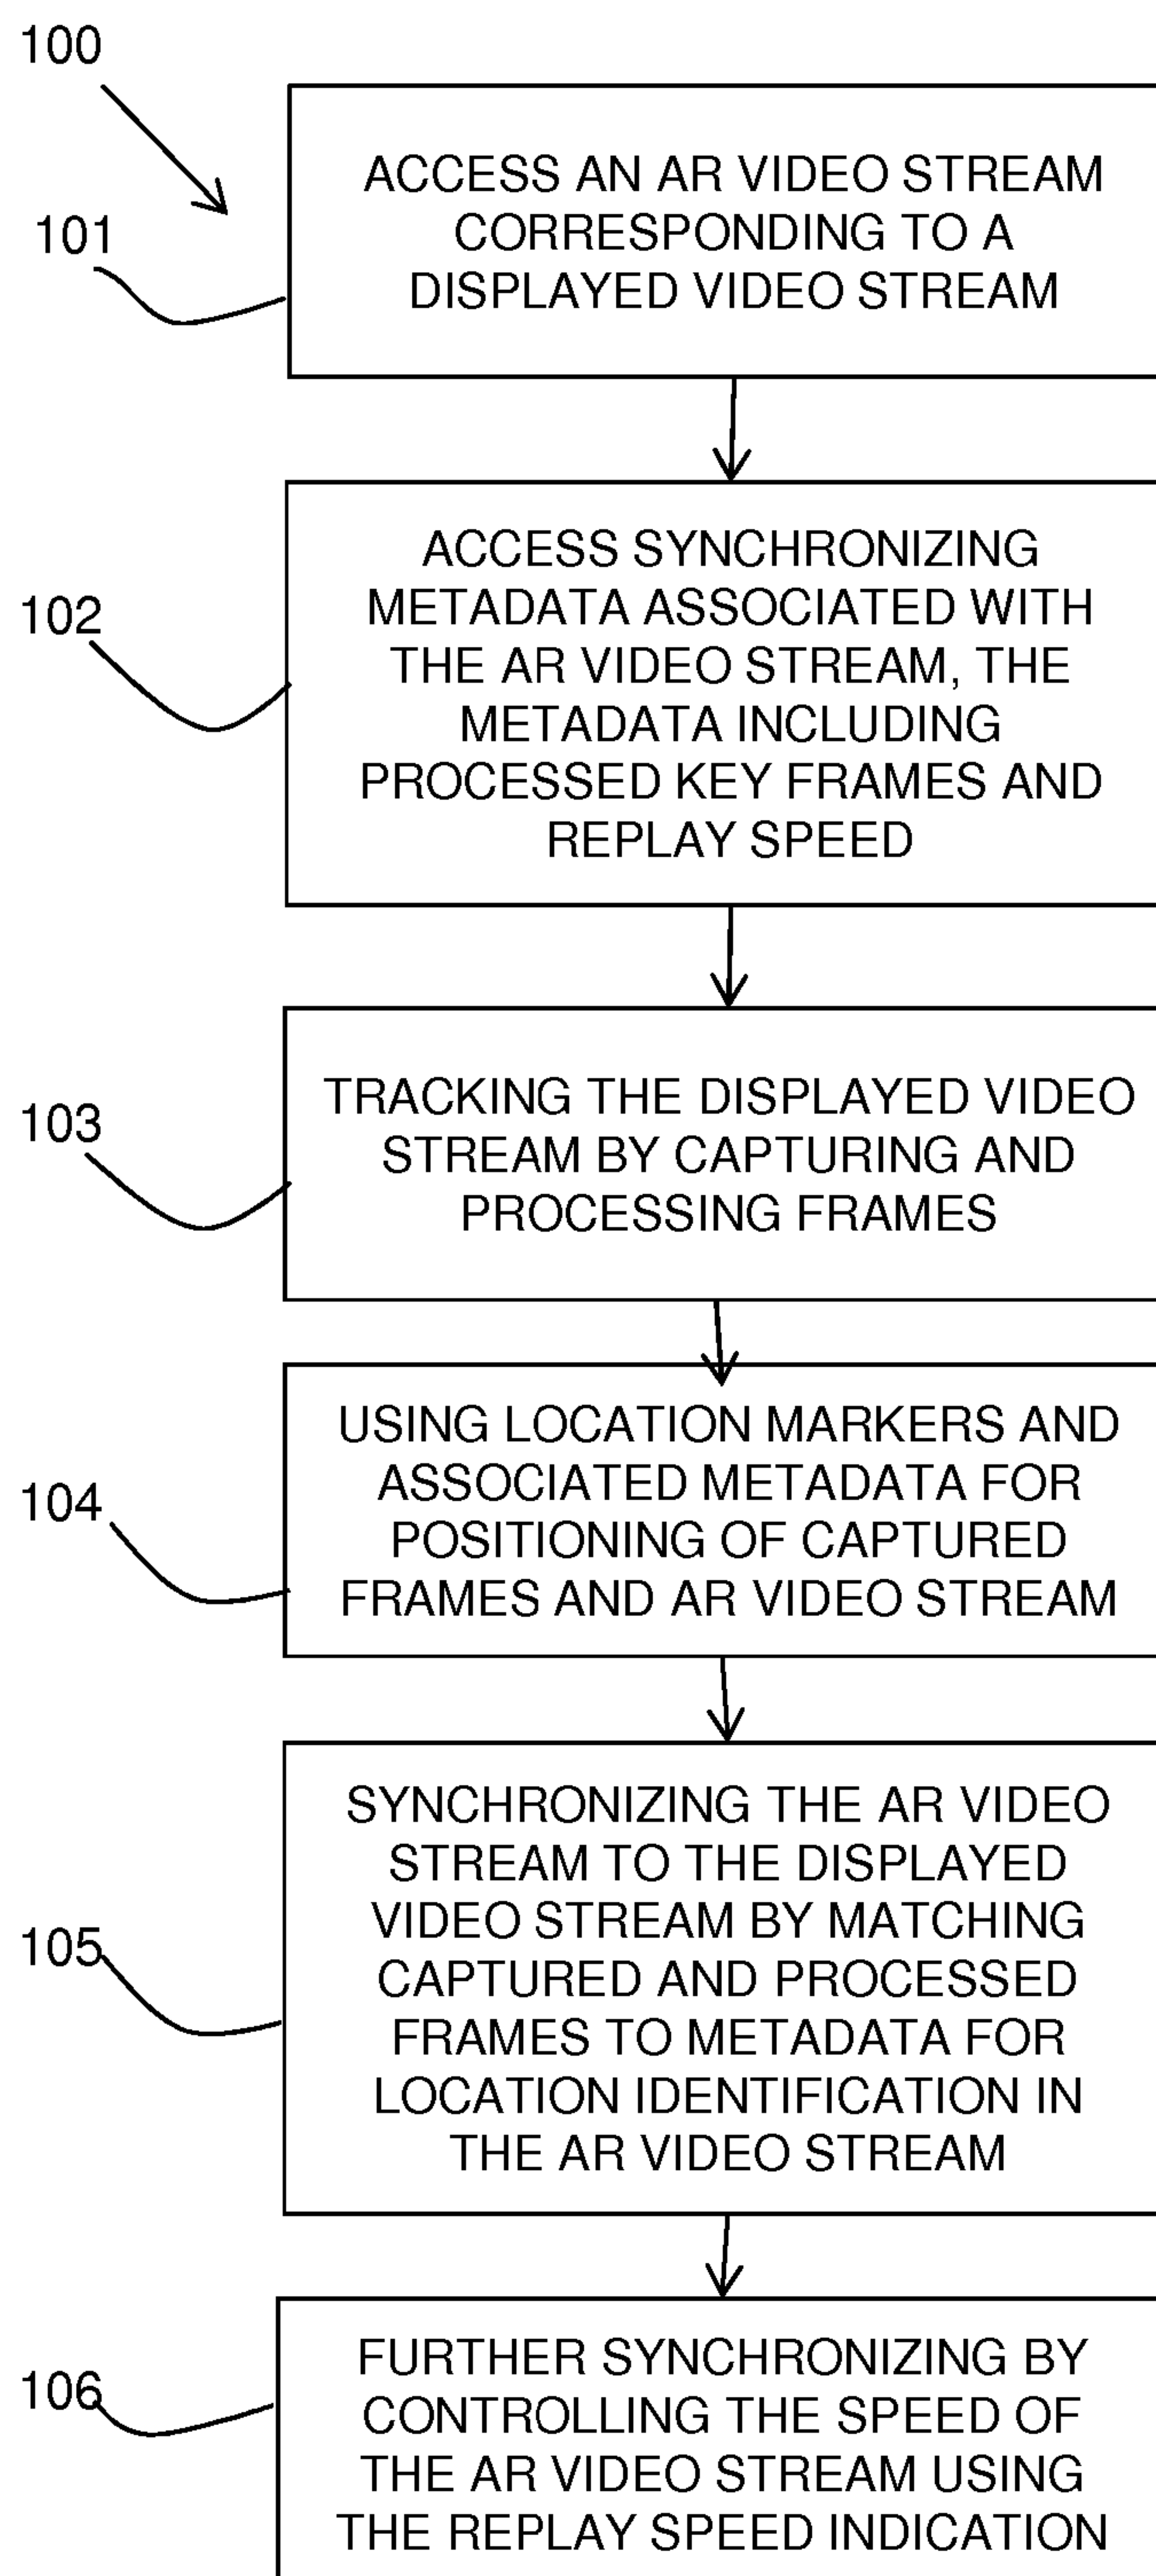 100
101
ACCESS AN AR VIDEO STREAM
CORRESPONDING TO A
DISPLAYED VIDEO STREAM
102
ACCESS SYNCHRONIZING
METADATA ASSOCIATED WITH
THE AR VIDEO STREAM, THE
METADATA INCLUDING
PROCESSED KEY FRAMES AND
REPLAY SPEED
103
TRACKING THE DISPLAYED VIDEO
STREAM BY CAPTURING AND
PROCESSING FRAMES
104
USING LOCATION MARKERS AND
ASSOCIATED METADATA FOR
POSITIONING OF CAPTURED
FRAMES AND AR VIDEO STREAM
105
SYNCHRONIZING THE AR VIDEO
STREAM TO THE DISPLAYED
VIDEO STREAM BY MATCHING
CAPTURED AND PROCESSED
FRAMES TO METADATA FOR
LOCATION IDENTIFICATION IN
THE AR VIDEO STREAM
106
FURTHER SYNCHRONIZING BY
CONTROLLING THE SPEED OF
THE AR VIDEO STREAM USING
THE REPLAY SPEED INDICATION